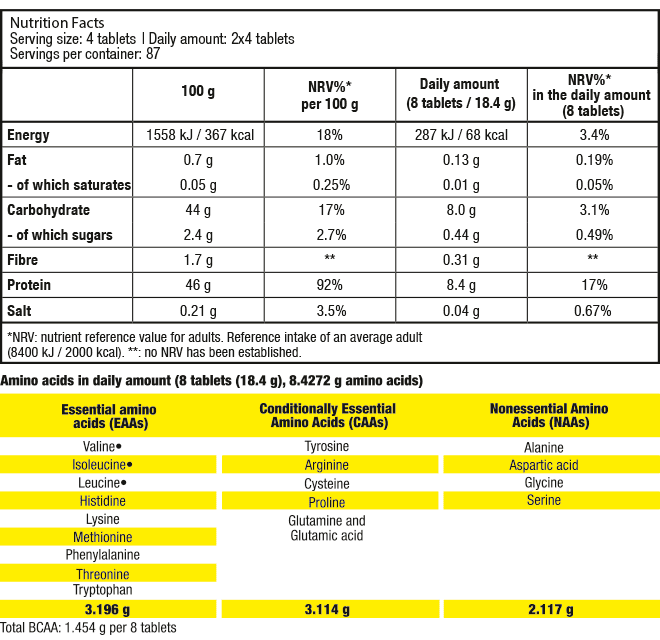 Nutrition Facts
Serving size: 4 tablets | Daily amount: 2x4 tablets
Servings per container: 87
100 g NRV%* per 100 g Daily amount (8 tablets / 18.4 g) NRV%* in the daily amount (8 tablets)
Energy 1558 kJ / 367 kcal 18% 287 kJ / 68 kcal 3.4%
Fat 0.7 g 1.0% 0.13 g 0.19%
- of which saturates 0.05 g 0.25% 0.01 g 0.05%
Carbohydrate 44 g 17% 8.0 g 3.1%
- of which sugars 2.4 g 2.7% 0.44 g 0.49%
Fibre 1.7 g ** 0.31 g **
Protein 46 g 92% 8.4 g 17%
Salt 0.21 g 3.5% 0.04 g 0.67%
*NRV: nutrient reference value for adults. Reference intake of an average adult
(8400 kJ / 2000 kcal). **: no NRV has been established.
Amino acids in daily amount (8 tablets (18.4 g), 8.4272 g amino acids)
Essential amino acids (EAAs) Conditionally Essential Amino Acids (CAAs) Nonessential Amino Acids (NAAs)
Valine● Tyrosine Alanine
Isoleucine● Arginine Aspartic acid
Leucine● Cysteine Glycine
Histidine Proline Serine
Lysine Glutamine and
Methionine Glutamic acid
Phenylalanine
Threonine
Tryptophan
3.196 g 3.114 g 2.117 g
Total BCAA: 1.454 g per 8 tablets